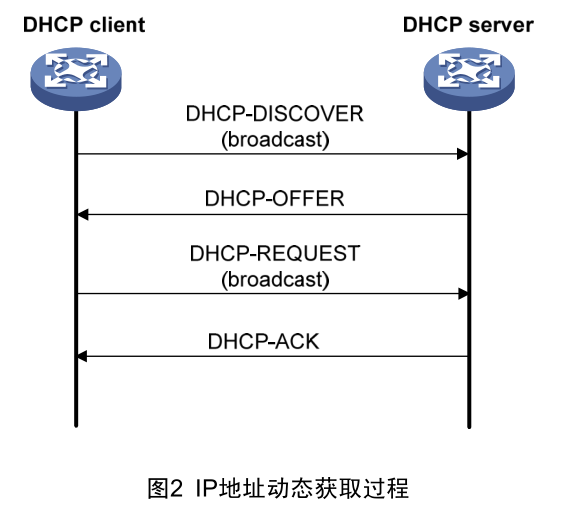 DHCP client
DHCP server
DHCP-DISCOVER
(broadcast)
DHCP-OFFER
DHCP-REQUEST
(broadcast)
DHCP-ACK
图2 IP地址动态获取过程